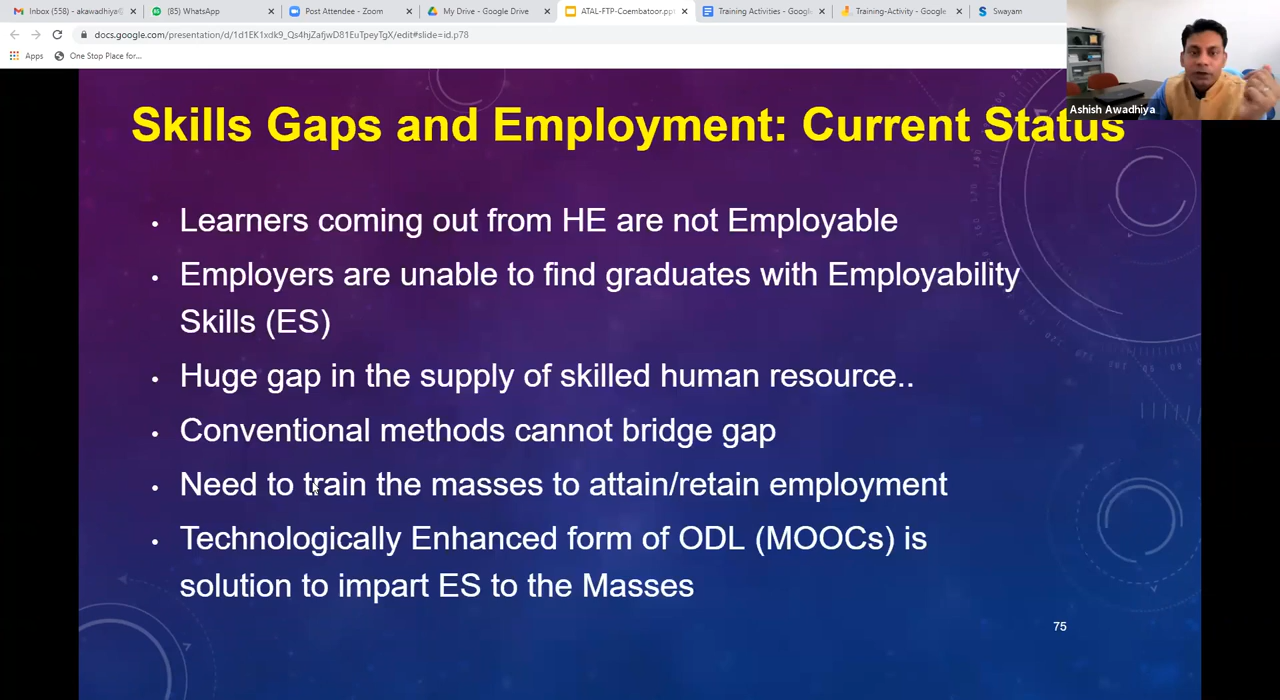 Inbox (558) - akawadhiya@
(85) WhatsApp
Post Attendee - Zoom
My Drive - Google Drive
ATAL-FTP-Coembatoor.pp
Training Activities - Googl
Training-Activity - Google
Swayam
docs.google.com/presentation/d/1d1EK1xdk9_Qs4hjZafjwD81EuTpeyTgX/edit#slide=id.p78
Apps
One Stop Place for...
Ashish Awadhiya
Skills Gaps and Employment: Current Status
• Learners coming out from HE are not Employable
• Employers are unable to find graduates with Employability
Skills (ES)
• Huge gap in the supply of skilled human resource..
• Conventional methods cannot bridge gap
• Need to train the masses to attain/retain employment
• Technologically Enhanced form of ODL (MOOCs) is
solution to impart ES to the Masses
75